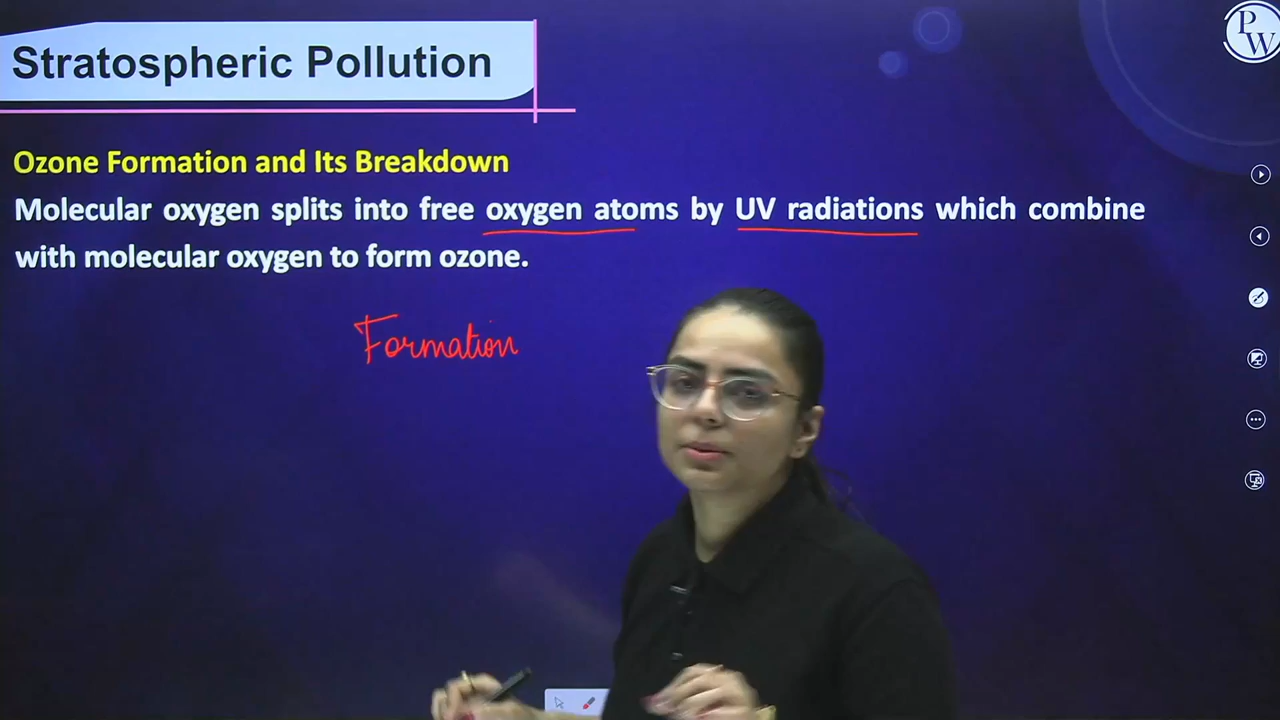 Stratospheric Pollution
PW
Ozone Formation and Its Breakdown
Molecular oxygen splits into free oxygen atoms by UV radiations which combine
with molecular oxygen to form ozone.
Formation